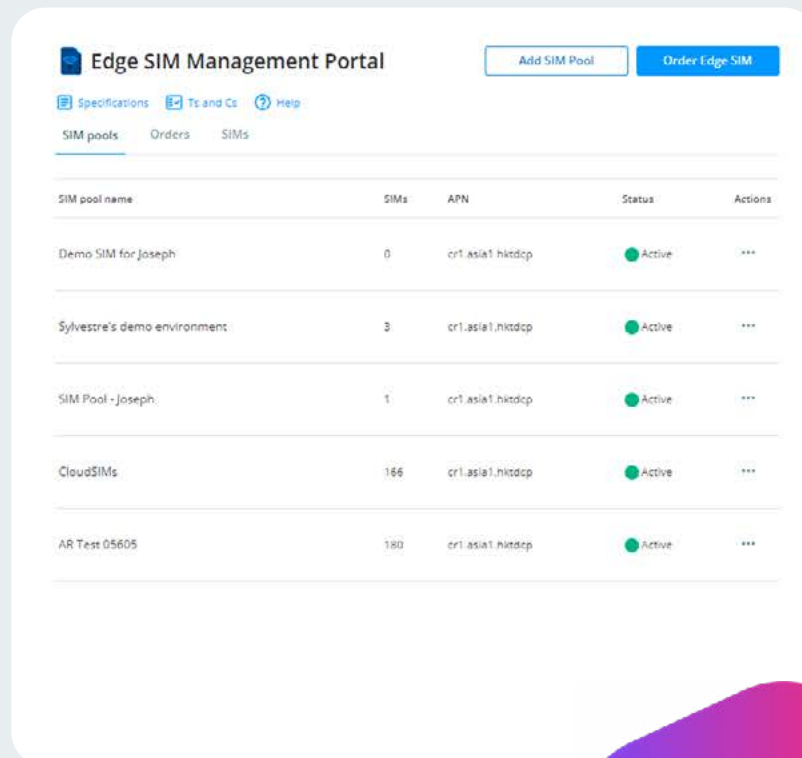 Edge SIM Management Portal
Add SIM Pool
Order Edge SIM
Specifications Ts and Cs Help
SIM pools Orders SIMs
SIM pool name SIMs APN Status Actions
Demo SIM for Joseph 0 cr1.asia1.hktdcp Active ...
Sylvestre's demo environment 3 cr1.asia1.hktdcp Active ...
SIM Pool - Joseph 1 cr1.asia1.hktdcp Active ...
CloudSIMs 166 cr1.asia1.hktdcp Active ...
AR Test 05605 180 cr1.asia1.hktdcp Active ...